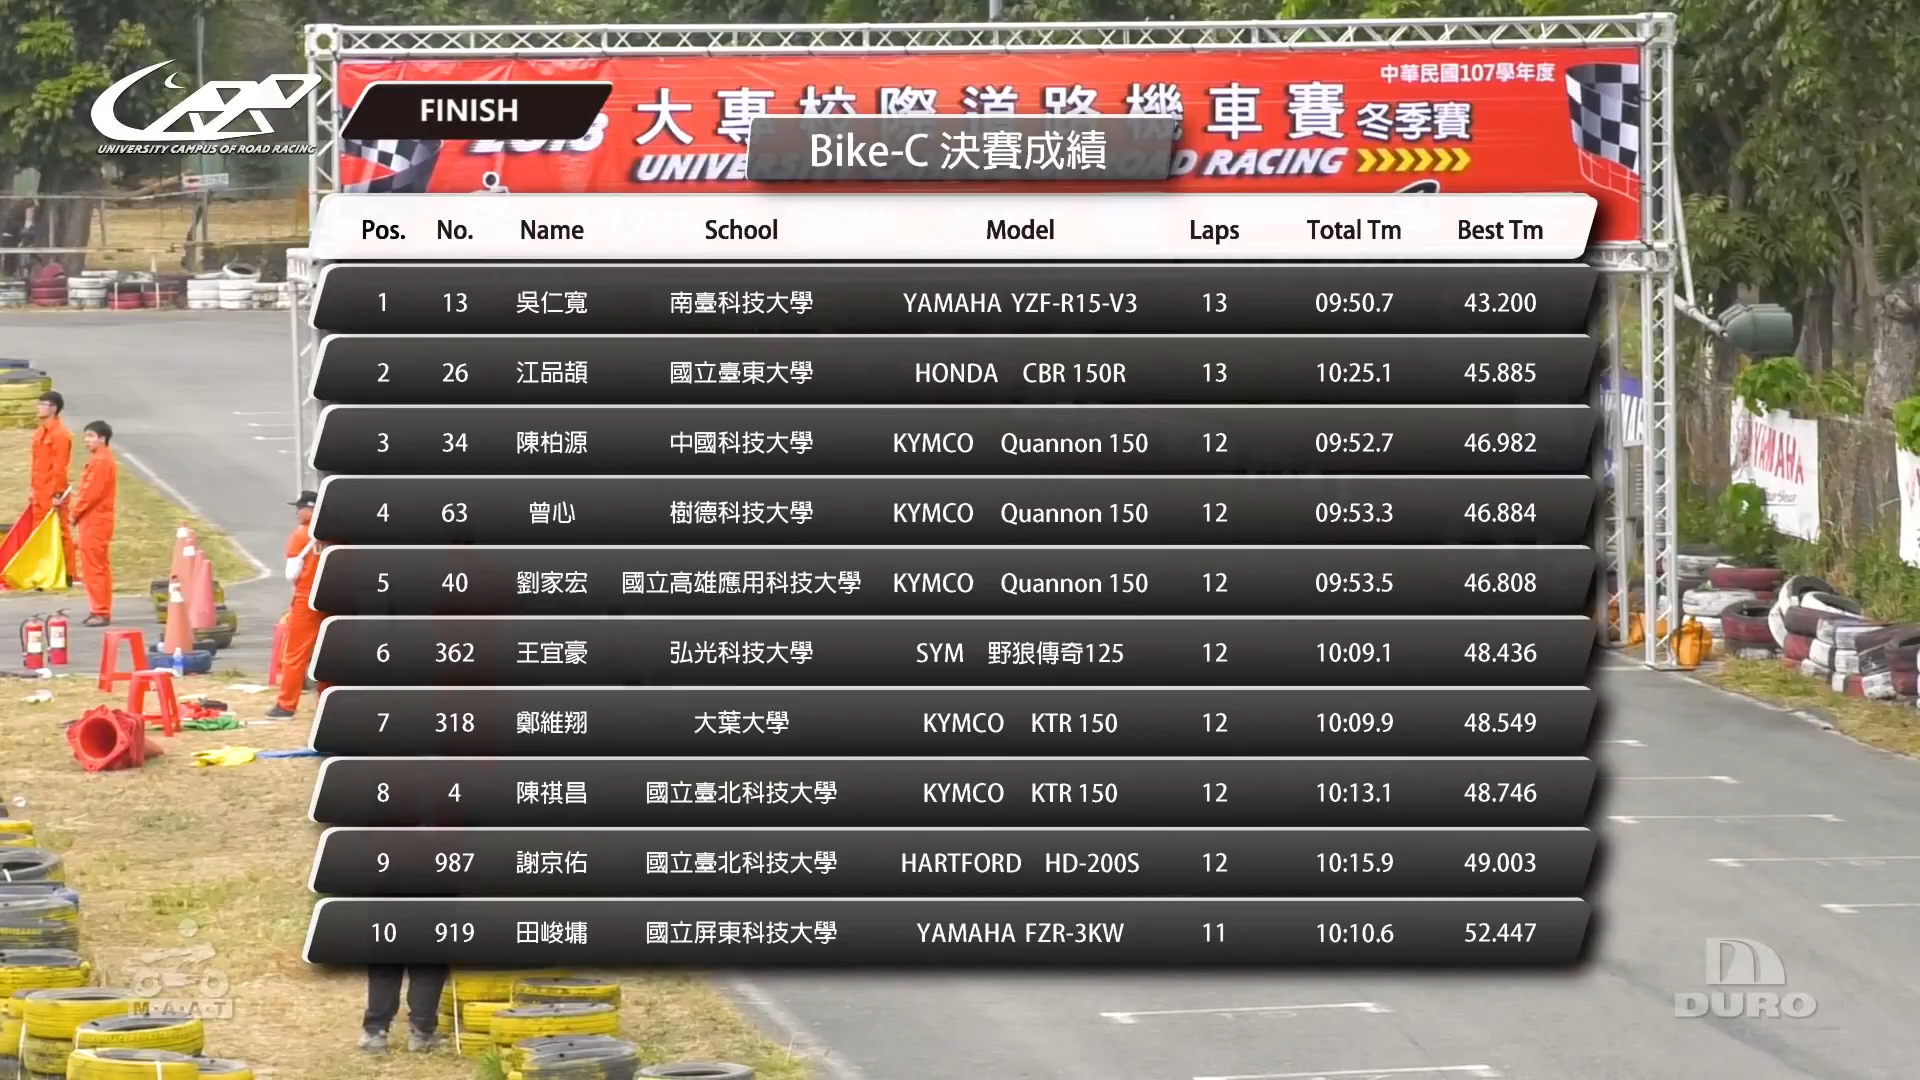 中華民國107學年度
大專校際道路機車賽 冬季賽
RACING
UNIVERSITY CAMPUS OF ROAD RACING
FINISH
Bike-C 決賽成績
Pos. No. Name School Model Laps Total Tm Best Tm
1 13 吳仁寬 南臺科技大學 YAMAHA YZF-R15-V3 13 09:50.7 43.200
2 26 江品頡 國立臺東大學 HONDA CBR 150R 13 10:25.1 45.885
3 34 陳柏源 中國科技大學 KYMCO Quannon 150 12 09:52.7 46.982
4 63 曾心 樹德科技大學 KYMCO Quannon 150 12 09:53.3 46.884
5 40 劉家宏 國立高雄應用科技大學 KYMCO Quannon 150 12 09:53.5 46.808
6 362 王宜豪 弘光科技大學 SYM 野狼傳奇125 12 10:09.1 48.436
7 318 鄭維翔 大葉大學 KYMCO KTR 150 12 10:09.9 48.549
8 4 陳祺昌 國立臺北科技大學 KYMCO KTR 150 12 10:13.1 48.746
9 987 謝京佑 國立臺北科技大學 HARTFORD HD-200S 12 10:15.9 49.003
10 919 田峻墉 國立屏東科技大學 YAMAHA FZR-3KW 11 10:10.6 52.447
YAMAHA
M·A·A·T
DURO